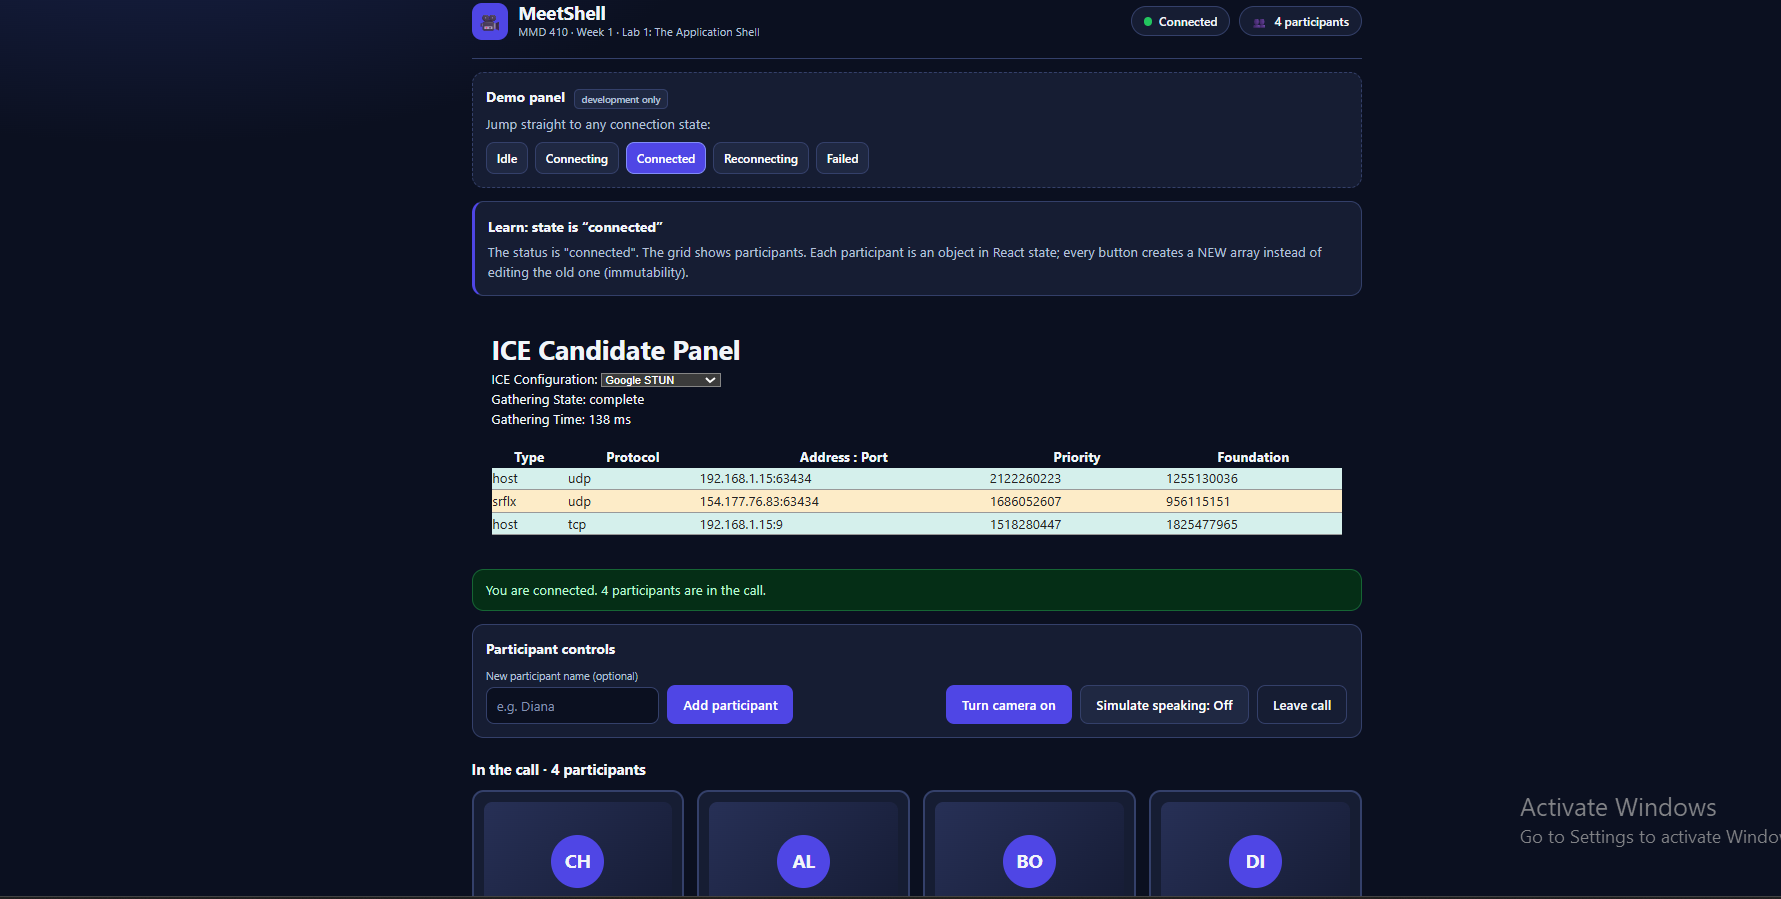 MeetShell
MMD 410 · Week 1 · Lab 1: The Application Shell
Connected
4 participants
Demo panel
development only
Jump straight to any connection state:
Idle
Connecting
Connected
Reconnecting
Failed
Learn: state is “connected”
The status is "connected". The grid shows participants. Each participant is an object in React state; every button creates a NEW array instead of
editing the old one (immutability).
ICE Candidate Panel
ICE Configuration: Google STUN
Gathering State: complete
Gathering Time: 138 ms
Type Protocol Address : Port Priority Foundation
host udp 192.168.1.15:63434 2122260223 1255130036
srflx udp 154.177.76.83:63434 1686052607 956115151
host tcp 192.168.1.15:9 1518280447 1825477965
You are connected. 4 participants are in the call.
Participant controls
New participant name (optional)
e.g. Diana
Add participant
Turn camera on
Simulate speaking: Off
Leave call
In the call · 4 participants
CH
AL
BO
DI
Activate Windows
Go to Settings to activate Windo